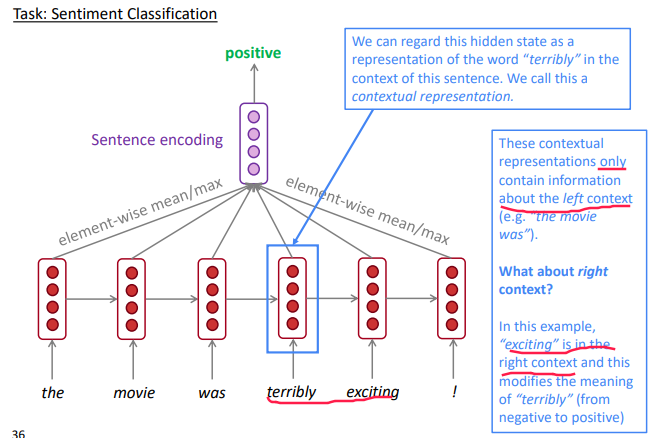 Task: Sentiment Classification
We can regard this hidden state as a
representation of the word “terribly” in the
context of this sentence. We call this a
contextual representation.
positive
Sentence encoding
element-wise mean/max
element-wise mean/max
These contextual
representations only
contain information
about the left context
(e.g. “the movie
was”).
What about right
context?
In this example,
“exciting” is in the
right context and this
modifies the meaning
of “terribly” (from
negative to positive)
the movie was terribly exciting !
36